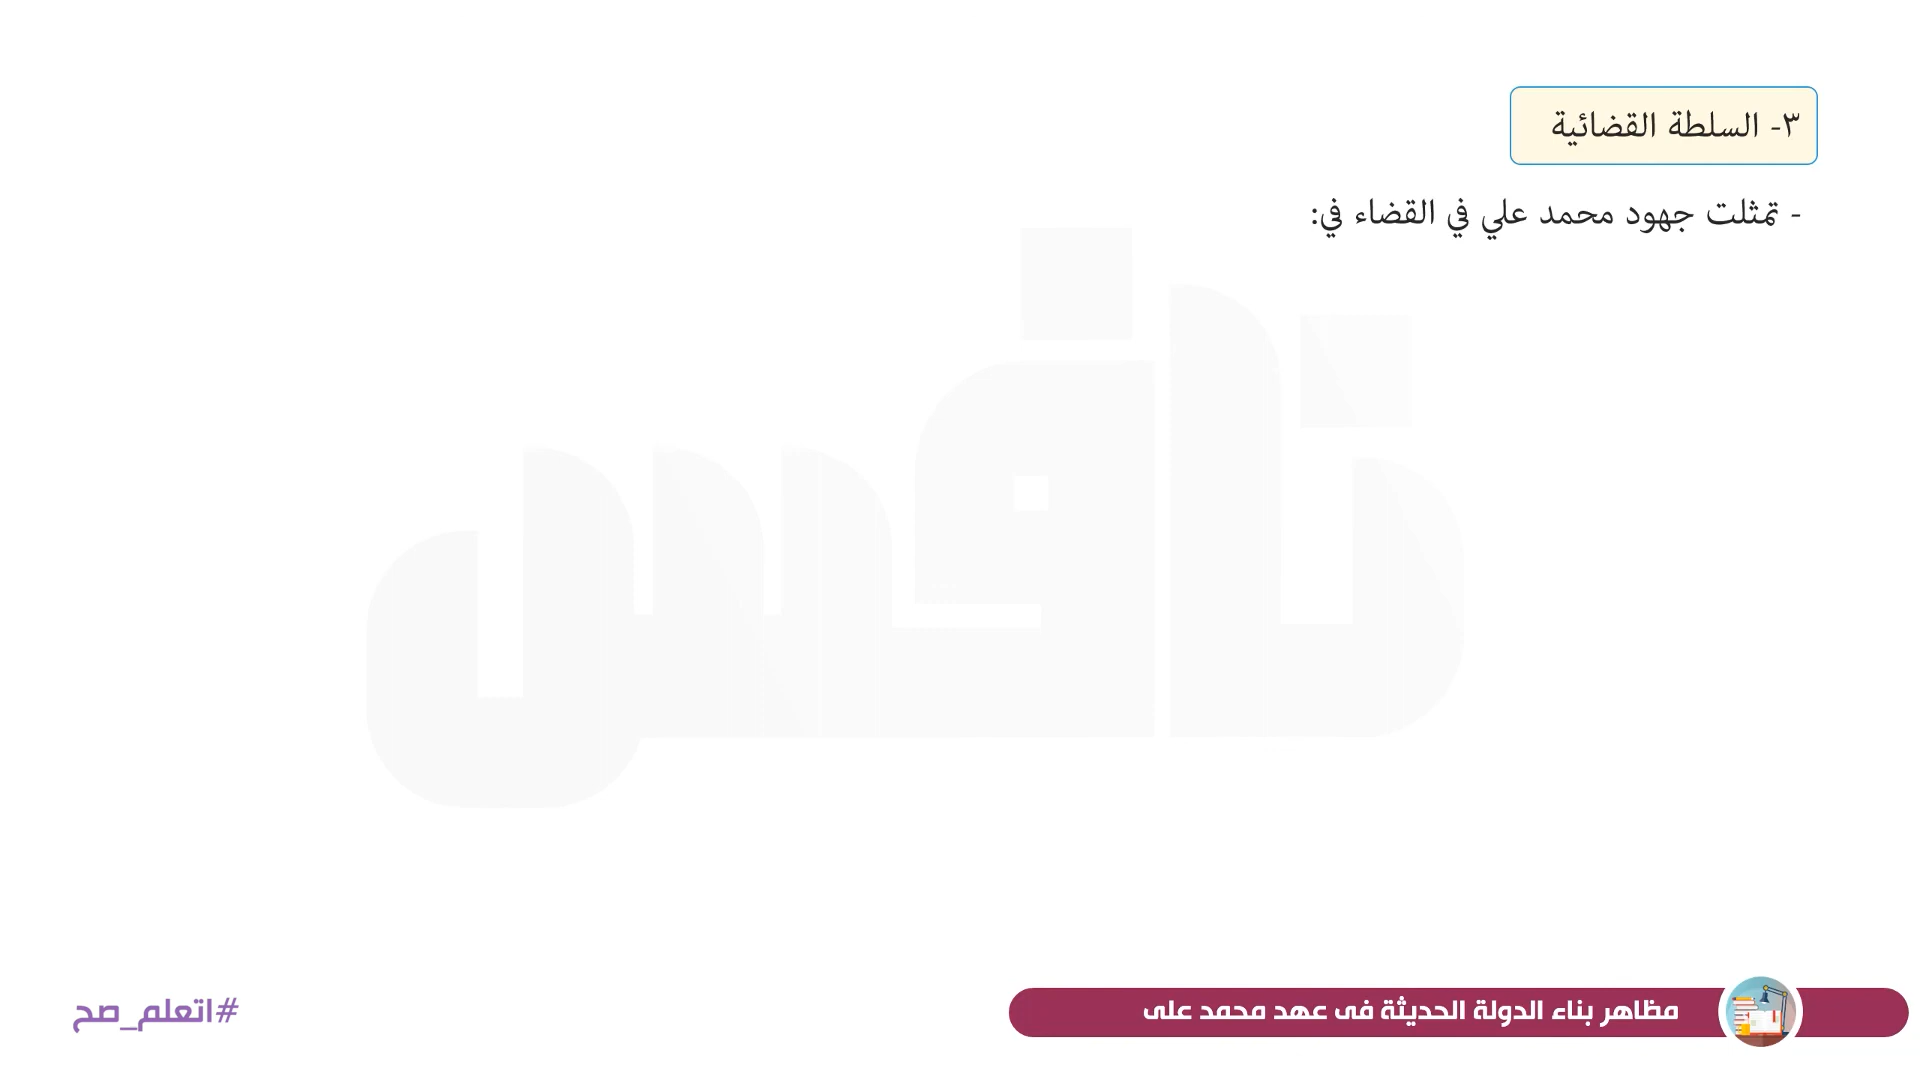 ٣- السلطة القضائية
- تمثلت جهود محمد علي في القضاء في:
نافس
مظاهر بناء الدولة الحديثة فى عهد محمد على
#اتعلم_صح